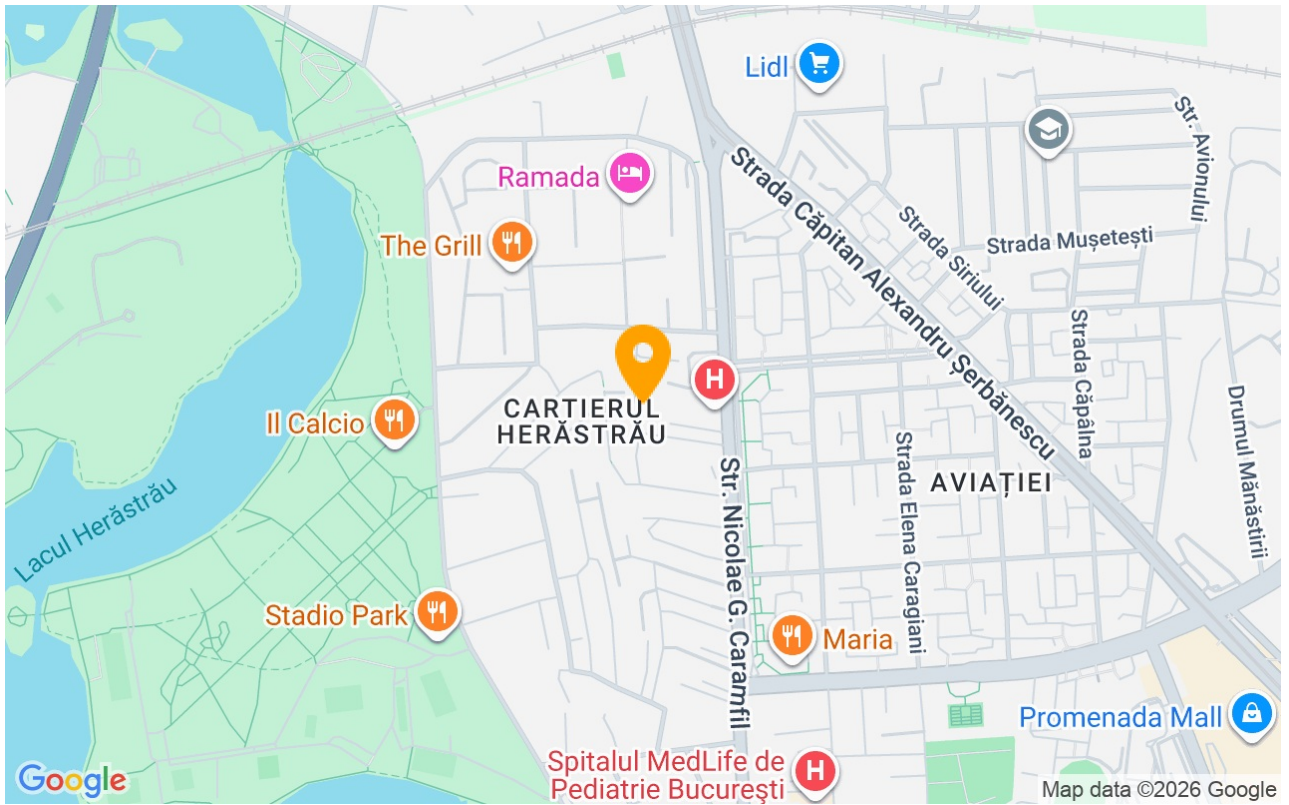 Lidl
Str. Avionului
Strada Căpitan Alexandru Șerbănescu
Ramada
Strada Siriului
Strada Mușetești
The Grill
Strada Căpâlna
Drumul Mănăstirii
H
CARTIERUL
HERĂSTRĂU
Il Calcio
Str. Nicolae G. Caramfil
Strada Elena Caragiani
AVIAȚIEI
Lacul Herăstrău
Stadio Park
Maria
Promenada Mall
Spitalul MedLife de
Pediatrie București
H
Google
Map data ©2026 Google